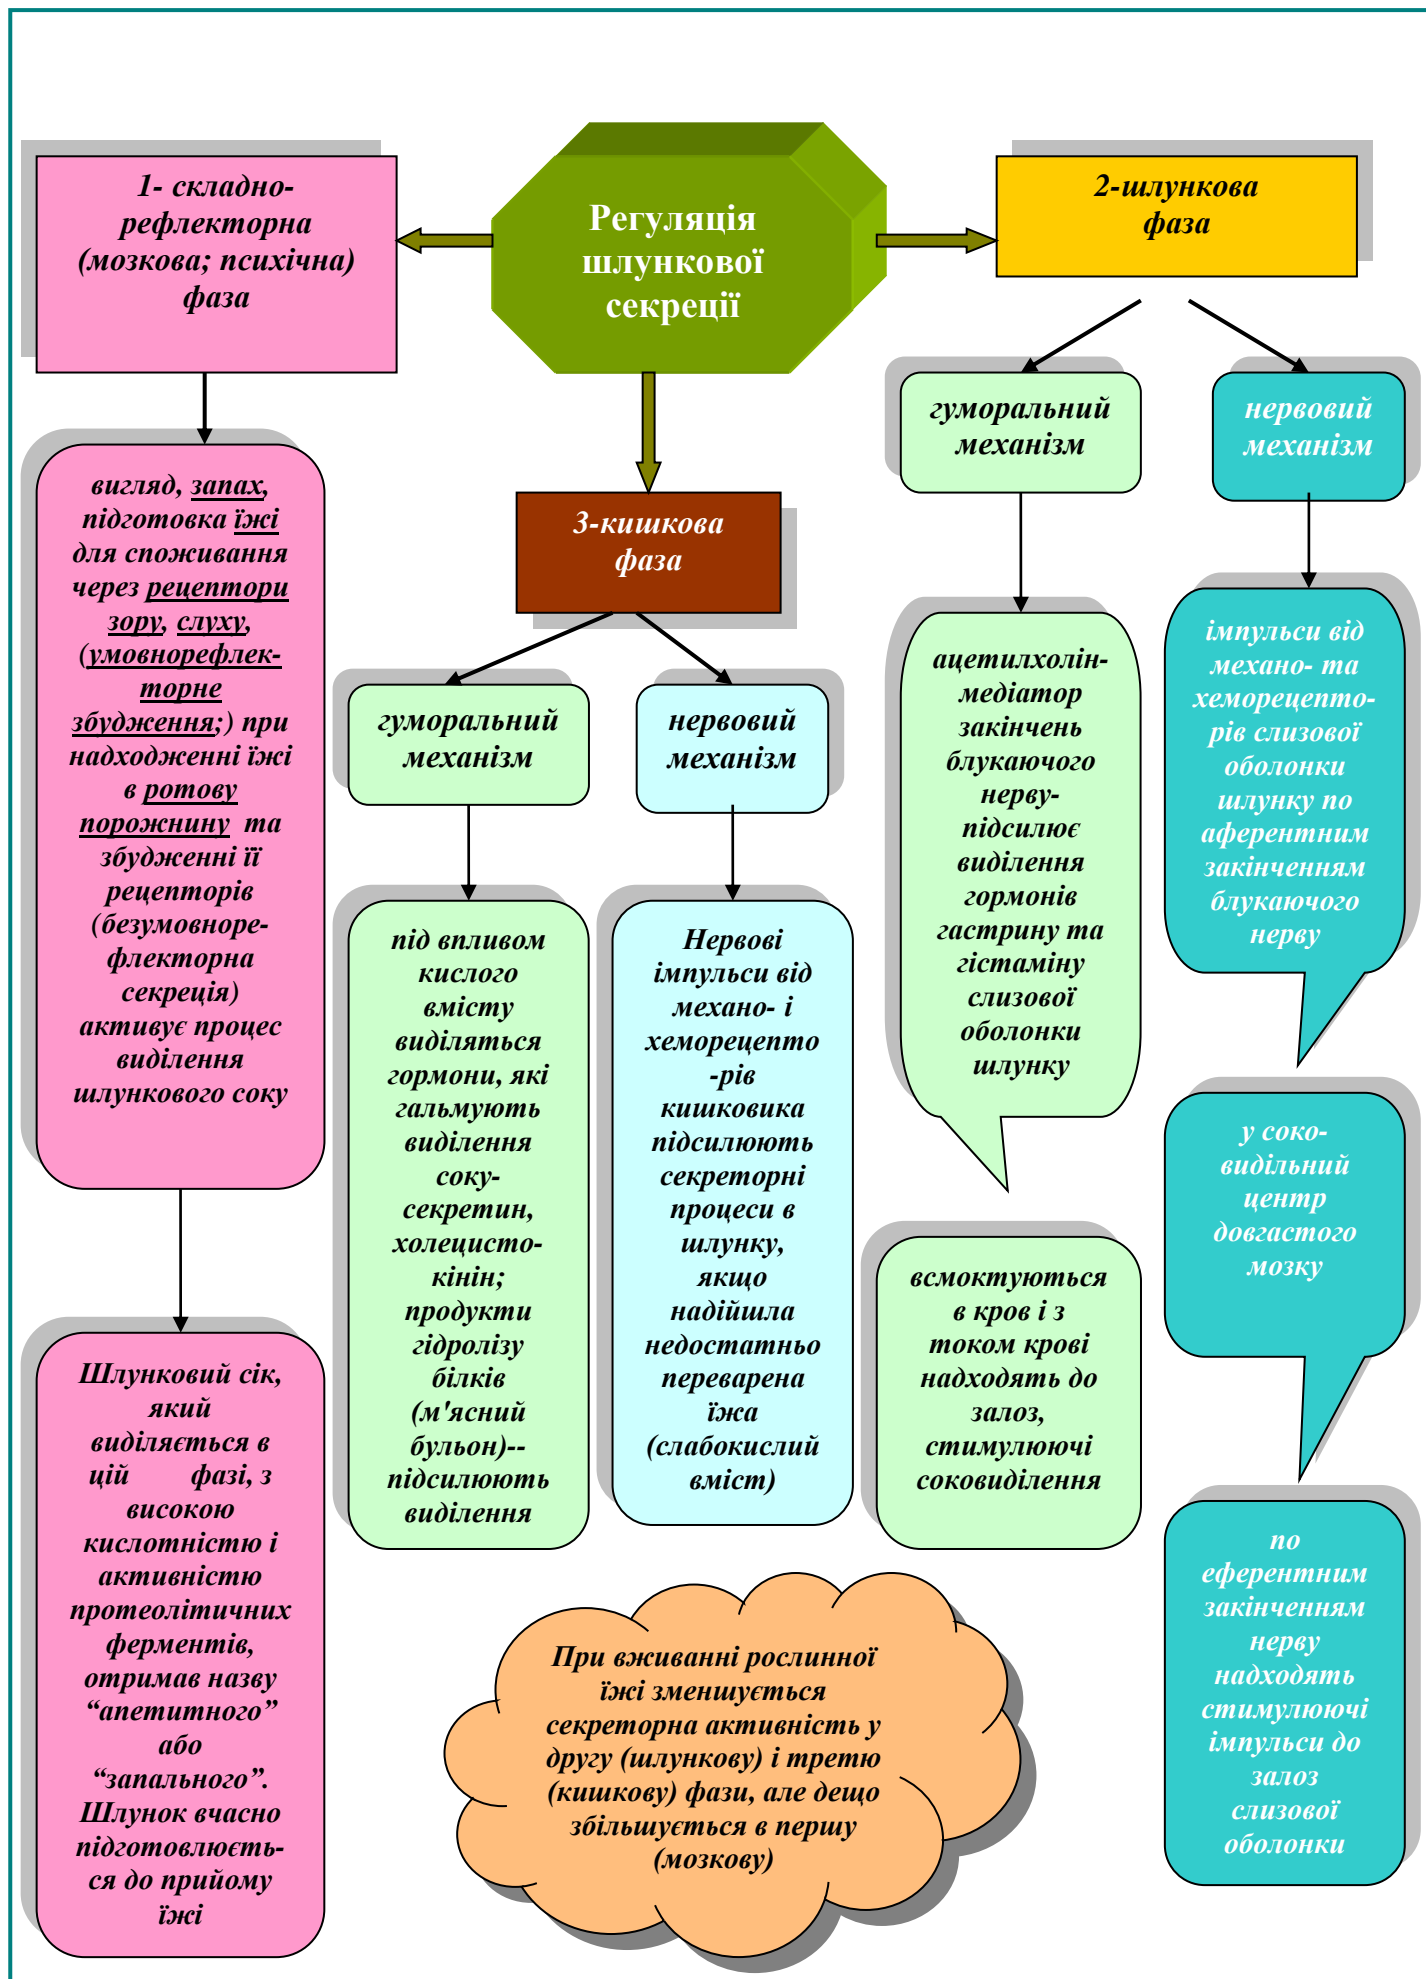 Регуляція
шлункової
секреції
1- складно-
рефлекторна
(мозкова; психічна)
фаза
вигляд, запах,
підготовка їжі
для споживання
через рецептори
зору, слуху,
(умовнорефлек-
торне
збудження;) при
надходженні їжі
в ротову
порожнину та
збудженні її
рецепторів
(безумовноре-
флекторна
секреція)
активує процес
виділення
шлункового соку
Шлунковий сік,
який
виділяється в
цій фазі, з
високою
кислотністю і
активністю
протеолітичних
ферментів,
отримав назву
“апетитного”
або
“запального”.
Шлунок вчасно
підготовлюєть-
ся до прийому
їжі
2-шлункова
фаза
гуморальний
механізм
ацетилхолін-
медіатор
закінчень
блукаючого
нерву-
підсилює
виділення
гормонів
гастрину та
гістаміну
слизової
оболонки
шлунку
всмоктуються
в кров і з
током крові
надходять до
залоз,
стимулюючі
соковиділення
нервовий
механізм
імпульси від
механо- та
хеморецепто-
рів слизової
оболонки
шлунку по
аферентним
закінченням
блукаючого
нерву
у соко-
видільний
центр
довгастого
мозку
по
еферентним
закінченням
нерву
надходять
стимулюючі
імпульси до
залоз
слизової
оболонки
3-кишкова
фаза
гуморальний
механізм
під впливом
кислого
вмісту
виділяться
гормони, які
гальмують
виділення
соку-
секретин,
холецисто-
кінін;
продукти
гідролізу
білків
(м'ясний
бульон)--
підсилюють
виділення
нервовий
механізм
Нервові
імпульси від
механо- і
хеморецепто
-рів
кишковика
підсилюють
секреторні
процеси в
шлунку,
якщо
надійшла
недостатньо
переварена
їжа
(слабокислий
вміст)
При вживанні рослинної
їжі зменшується
секреторна активність у
другу (шлункову) і третю
(кишкову) фази, але дещо
збільшується в першу
(мозкову)